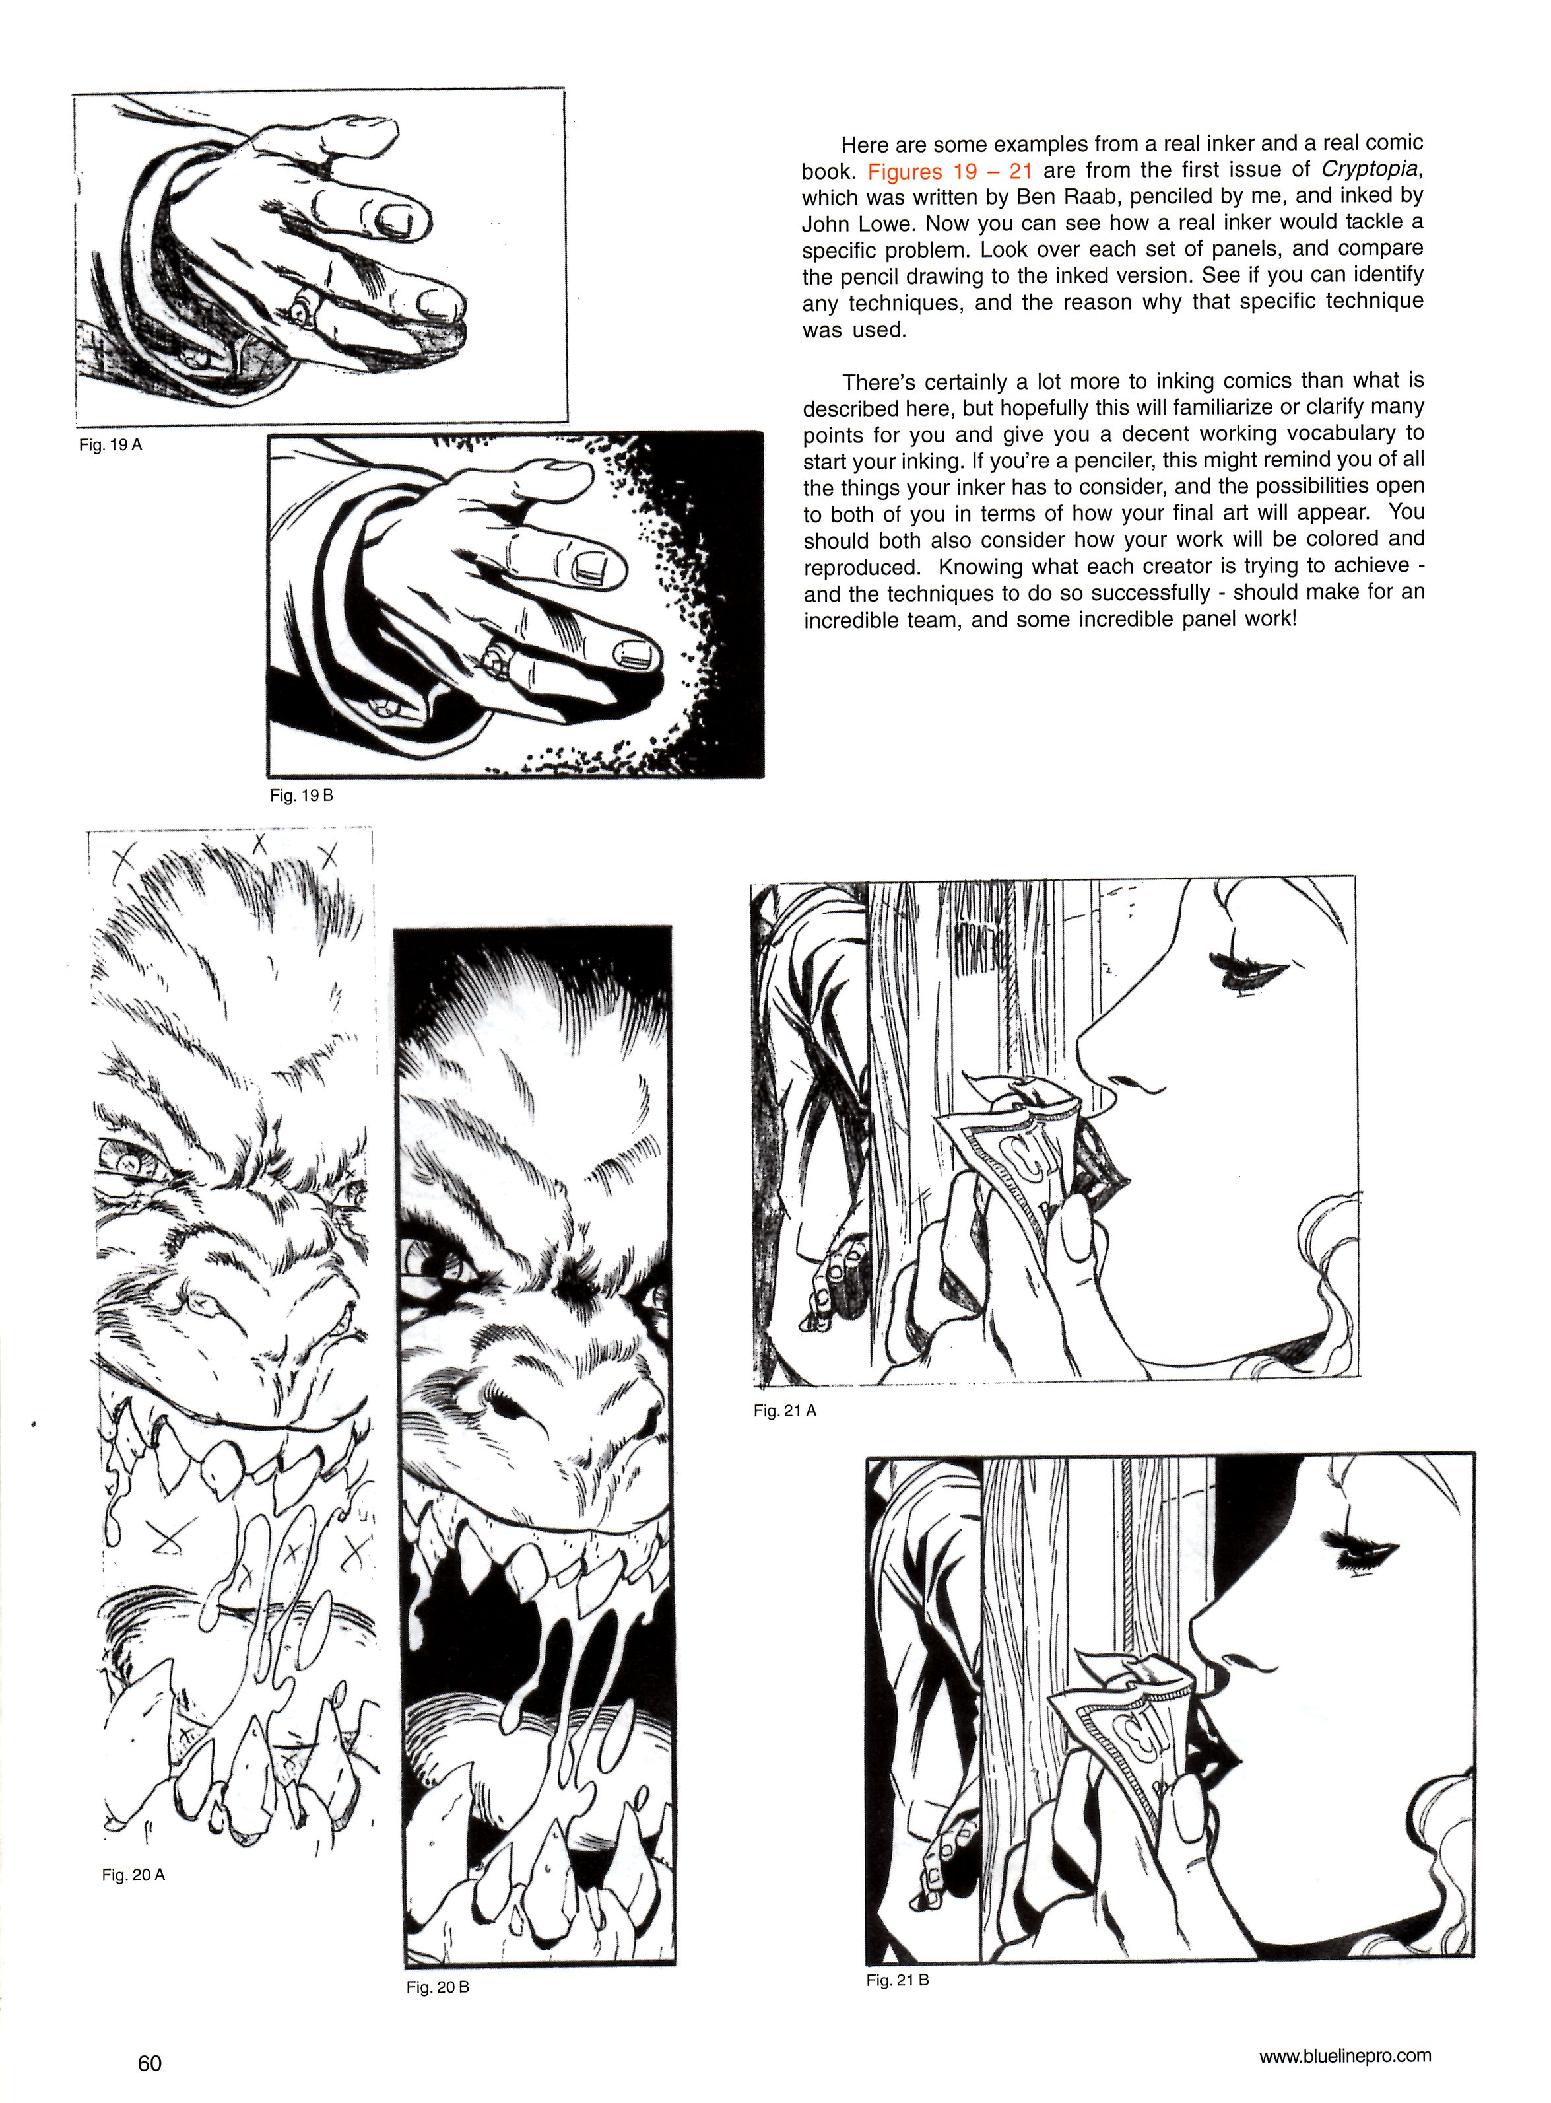 Here are some examples from a real inker and a real comic
book. Figures 19 – 21 are from the first issue of Cryptopia,
which was written by Ben Raab, penciled by me, and inked by
John Lowe. Now you can see how a real inker would tackle a
specific problem. Look over each set of panels, and compare
the pencil drawing to the inked version. See if you can identify
any techniques, and the reason why that specific technique
was used.
There's certainly a lot more to inking comics than what is
described here, but hopefully this will familiarize or clarify many
points for you and give you a decent working vocabulary to
start your inking. If you're a penciler, this might remind you of all
the things your inker has to consider, and the possibilities open
to both of you in terms of how your final art will appear. You
should both also consider how your work will be colored and
reproduced. Knowing what each creator is trying to achieve -
and the techniques to do so successfully - should make for an
incredible team, and some incredible panel work!
Fig. 19 A
Fig. 19 B
Fig. 20 A
Fig. 20 B
Fig. 21 A
Fig. 21 B
60
www.bluelinepro.com